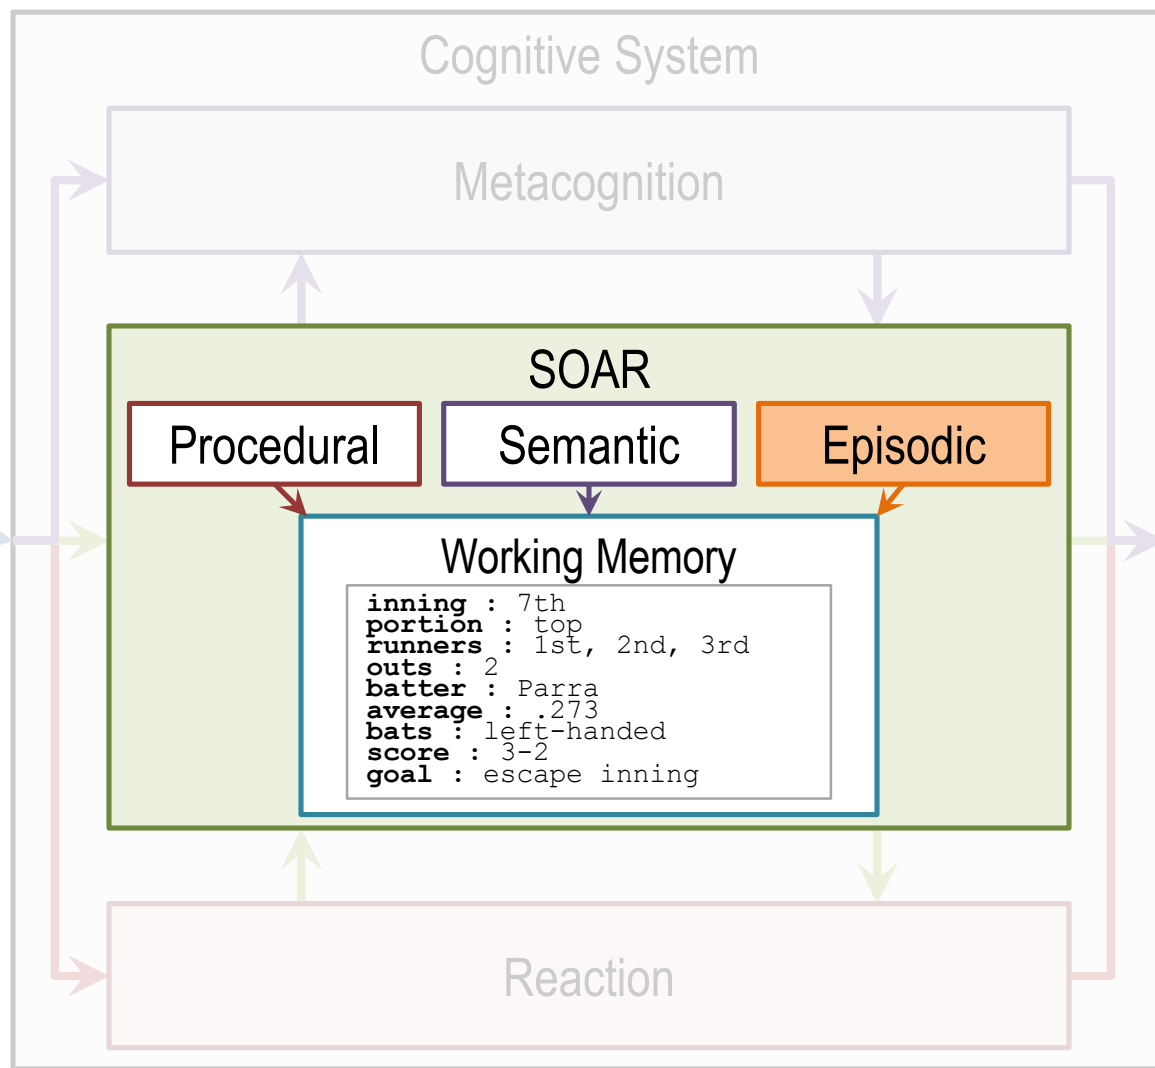 Cognitive System
Metacognition
SOAR
Procedural
Semantic
Episodic
Working Memory
inning : 7th
portion : top
runners : 1st, 2nd, 3rd
outs : 2
batter : Parra
average : .273
bats : left-handed
score : 3-2
goal : escape inning
Reaction